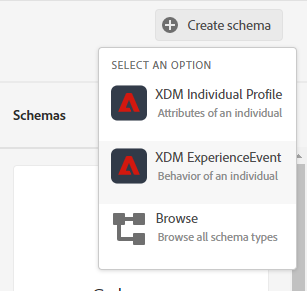 Create schema
SELECT AN OPTION
XDM Individual Profile
Attributes of an individual
Schemas
XDM ExperienceEvent
Behavior of an individual
Browse
Browse all schema types